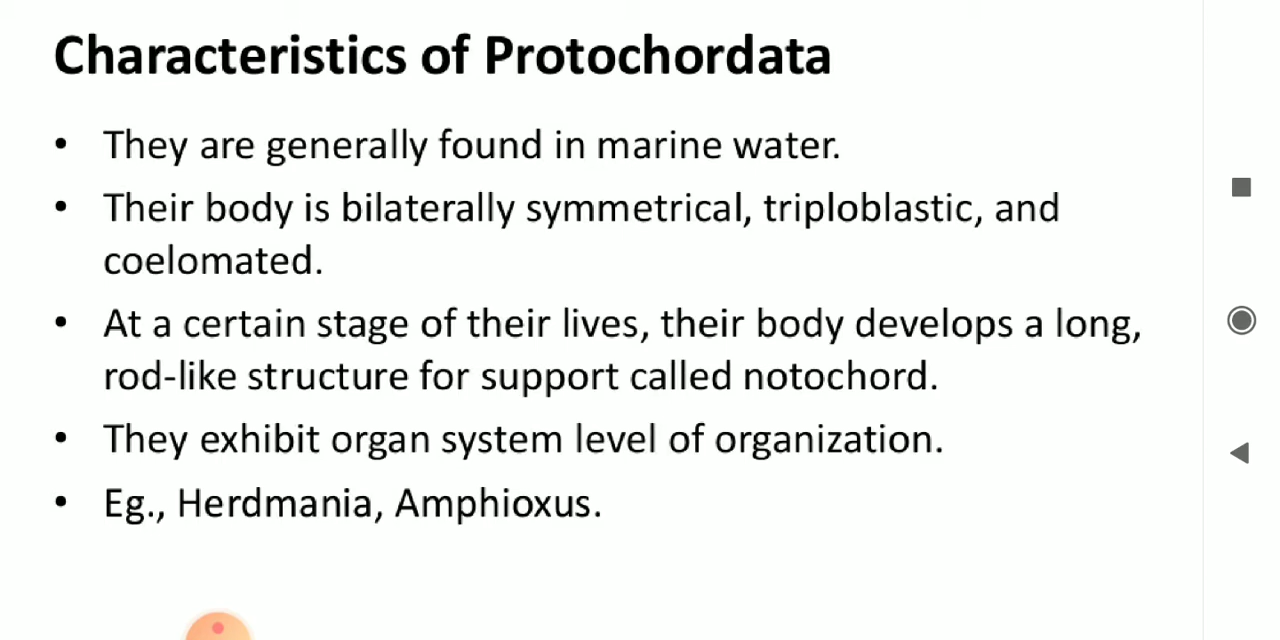 Characteristics of Protochordata
• They are generally found in marine water.
• Their body is bilaterally symmetrical, triploblastic, and
coelomated.
• At a certain stage of their lives, their body develops a long,
rod-like structure for support called notochord.
• They exhibit organ system level of organization.
• Eg., Herdmania, Amphioxus.